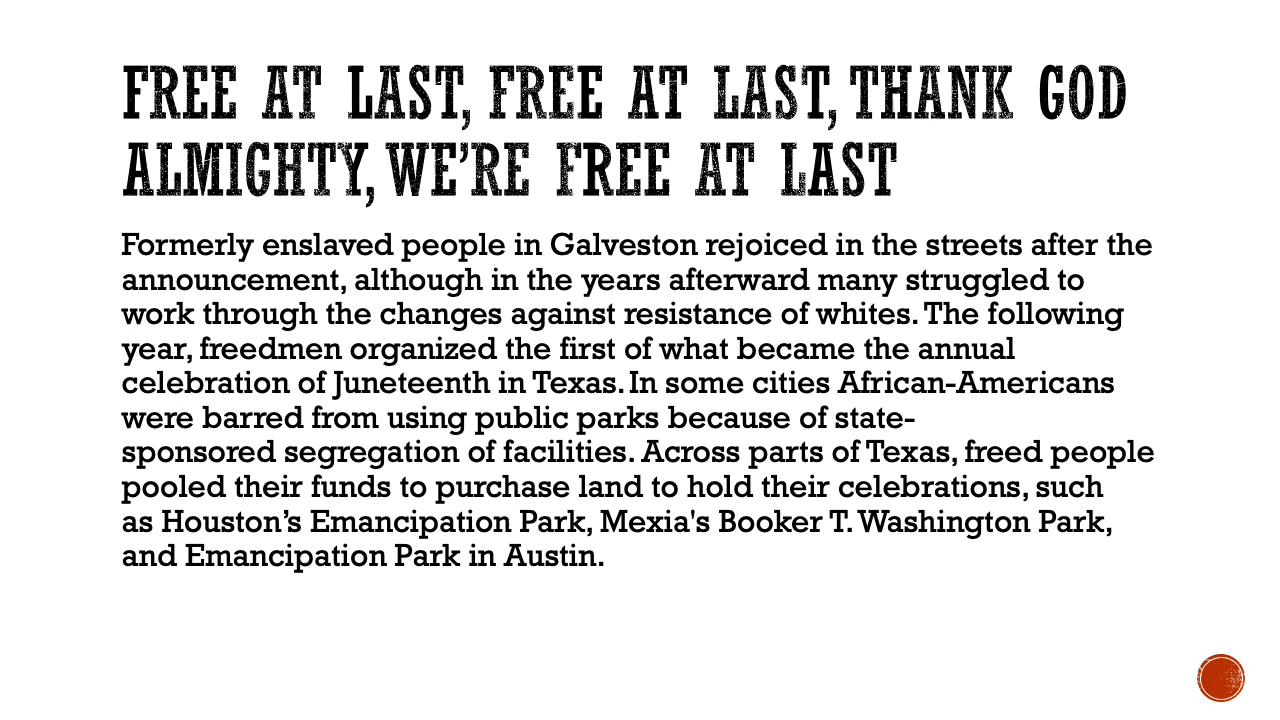 FREE AT LAST, FREE AT LAST, THANK GOD
ALMIGHTY, WE’RE FREE AT LAST
Formerly enslaved people in Galveston rejoiced in the streets after the
announcement, although in the years afterward many struggled to
work through the changes against resistance of whites. The following
year, freedmen organized the first of what became the annual
celebration of Juneteenth in Texas. In some cities African-Americans
were barred from using public parks because of state-
sponsored segregation of facilities. Across parts of Texas, freed people
pooled their funds to purchase land to hold their celebrations, such
as Houston’s Emancipation Park, Mexia's Booker T. Washington Park,
and Emancipation Park in Austin.